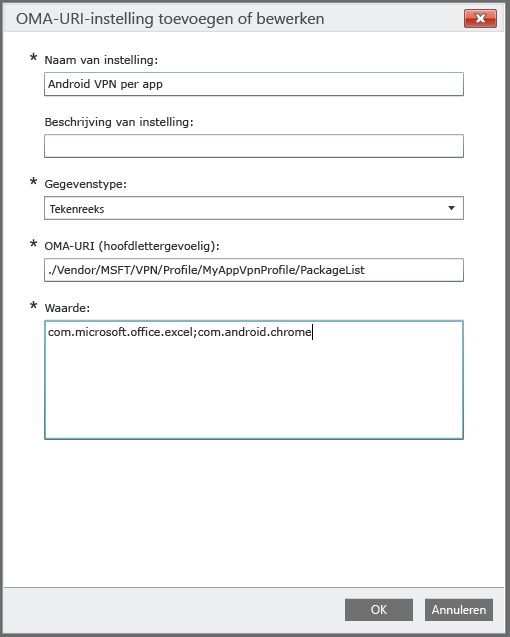 OMA-URI-instelling toevoegen of bewerken
* Naam van instelling:
Android VPN per app
Beschrijving van instelling:
* Gegevenstype:
Tekenreeks
* OMA-URI (hoofdlettergevoelig):
./Vendor/MSFT/VPN/Profile/MyAppVpnProfile/PackageList
* Waarde:
com.microsoft.office.excel;com.android.chrome
OK Annuleren